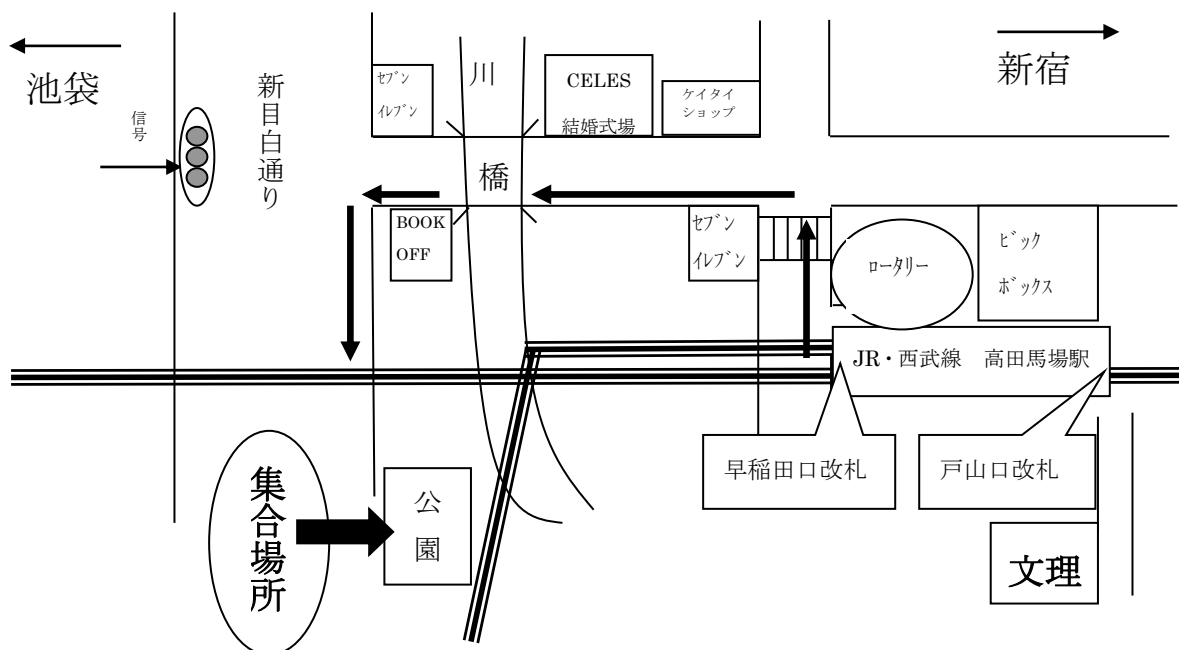 池袋
信号
新目白通り
ｾﾌﾞﾝ
ｲﾚﾌﾞﾝ
川
CELES
結婚式場
ケイタイ
ショップ
新宿
橋
BOOK
OFF
ｾﾌﾞﾝ
ｲﾚﾌﾞﾝ
ﾛｰﾀﾘｰ
ﾋﾞｯｸ
ﾎﾞｯｸｽ
JR・西武線　高田馬場駅
早稲田口改札
戸山口改札
集合場所
公
園
文理